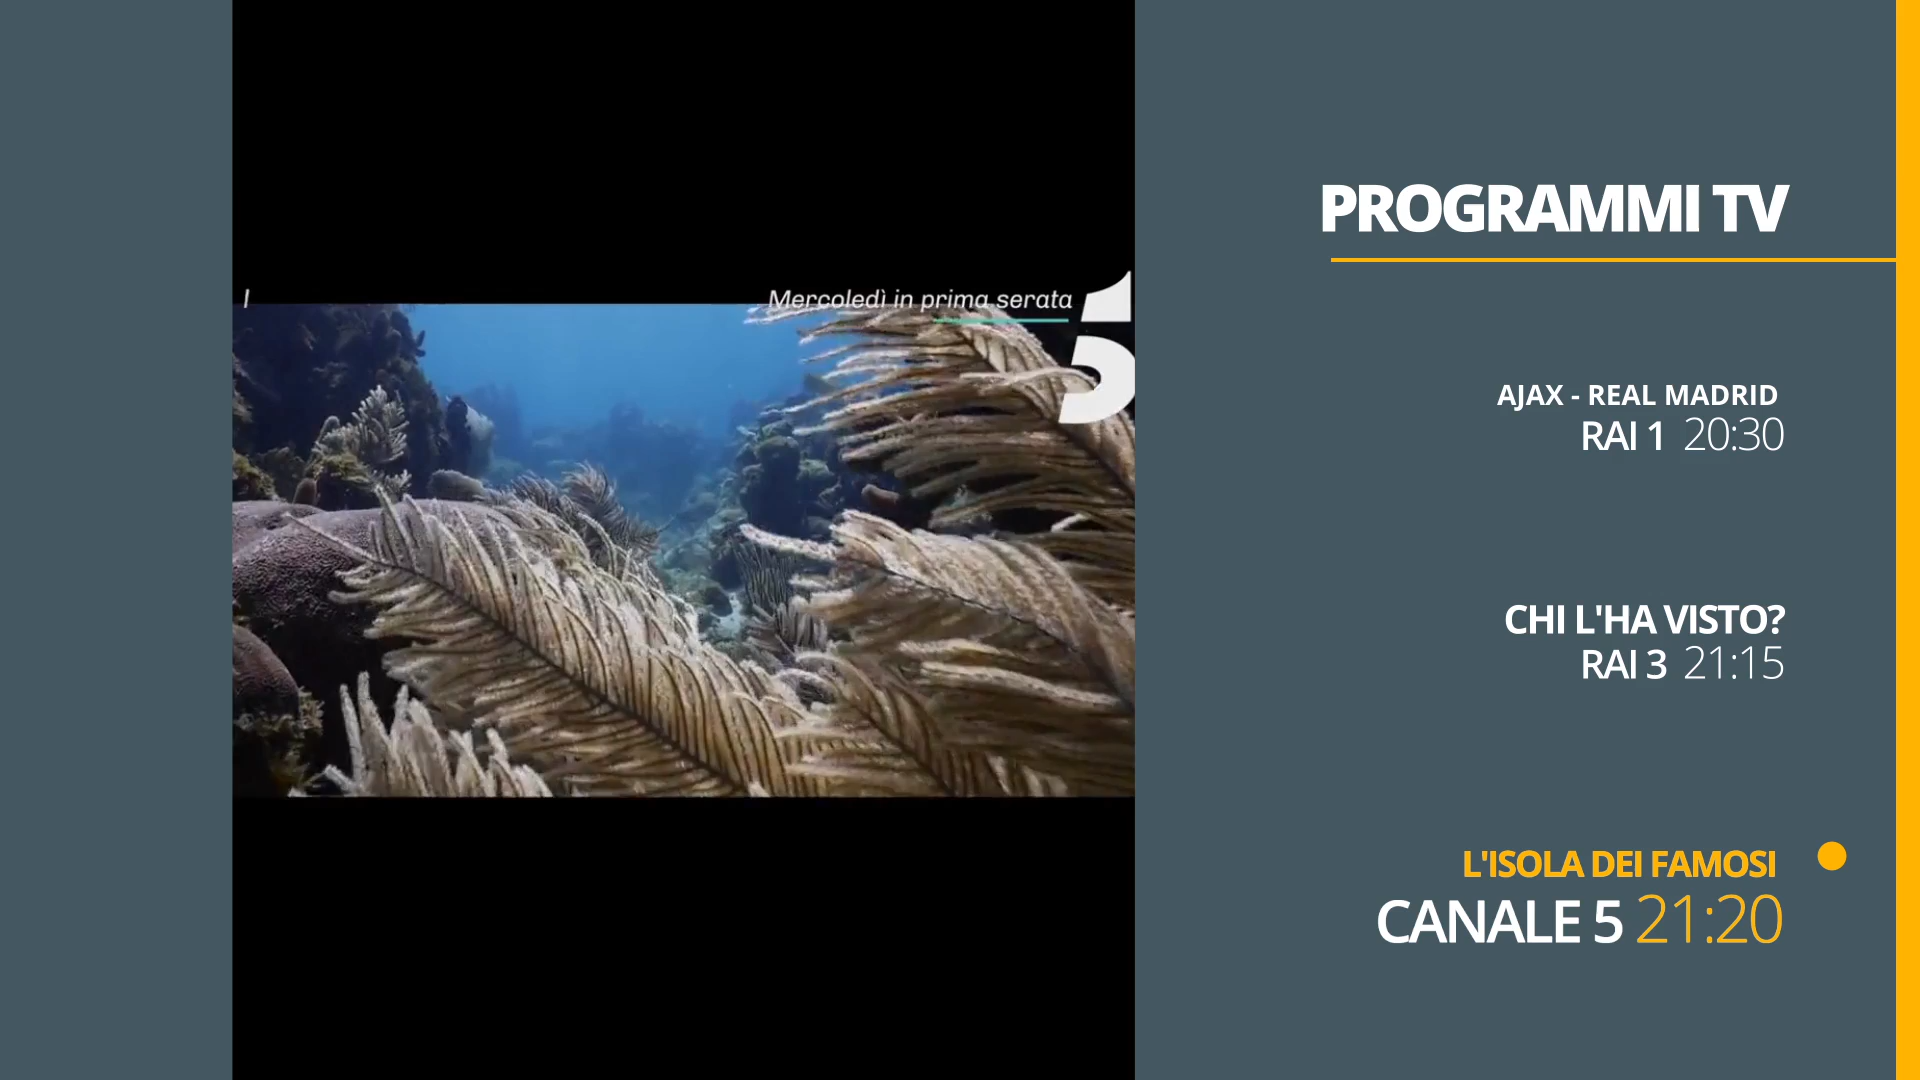 I
Mercoledì in prima serata
5
PROGRAMMI TV
AJAX - REAL MADRID
RAI 1 20:30
CHI L'HA VISTO?
RAI 3 21:15
L'ISOLA DEI FAMOSI
CANALE 5 21:20